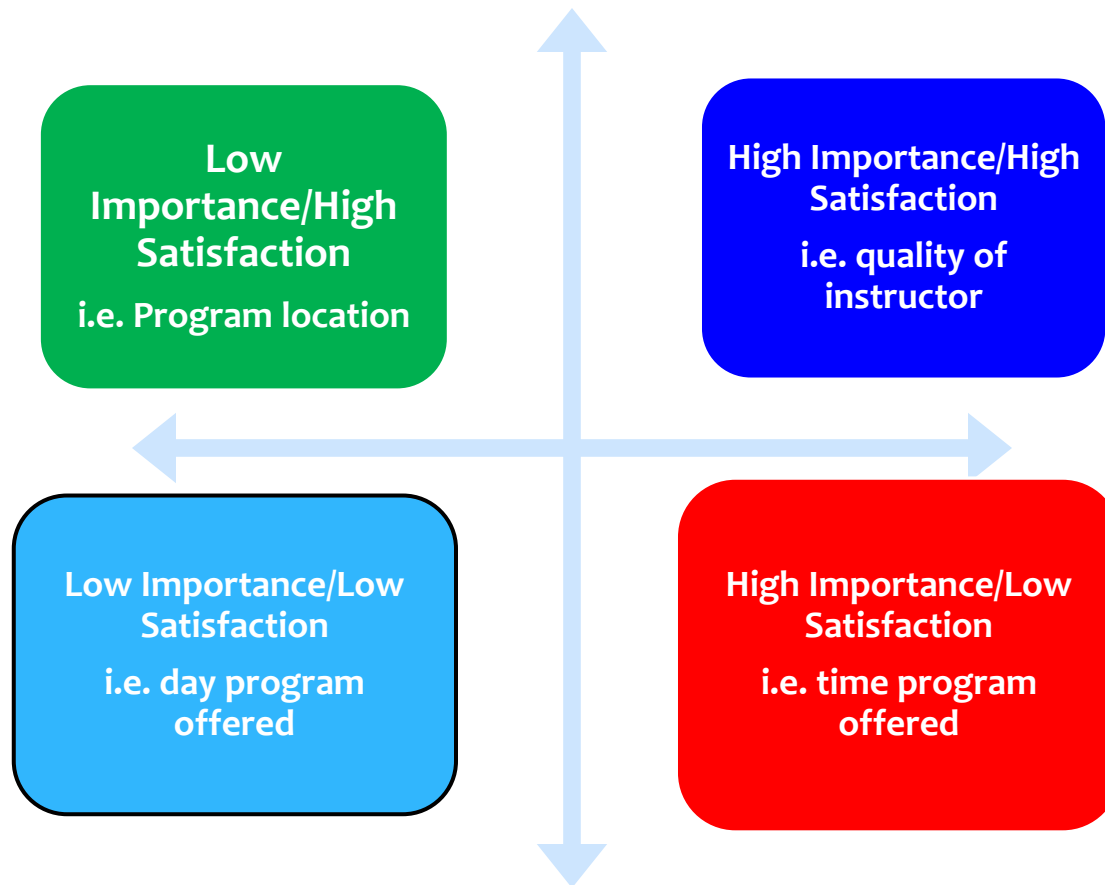 Low
Importance/High
Satisfaction
i.e. Program location
High Importance/High
Satisfaction
i.e. quality of
instructor
Low Importance/Low
Satisfaction
i.e. day program
offered
High Importance/Low
Satisfaction
i.e. time program
offered